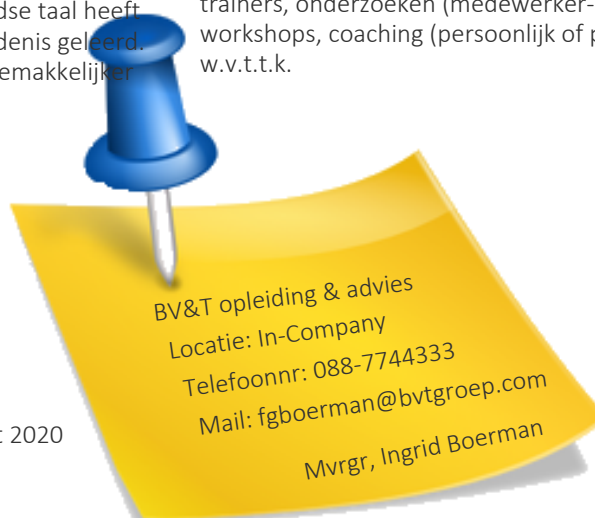 dse taal heeft
denis geleerd.
emakkelijker
trainers, onderzoeken (medewerker-
workshops, coaching (persoonlijk of p
w.v.t.t.k.
BV&T opleiding & advies
Locatie: In-Company
Telefoonnr: 088-7744333
Mail: fgboerman@bvtgroep.com
Mvrgr, Ingrid Boerman
t 2020